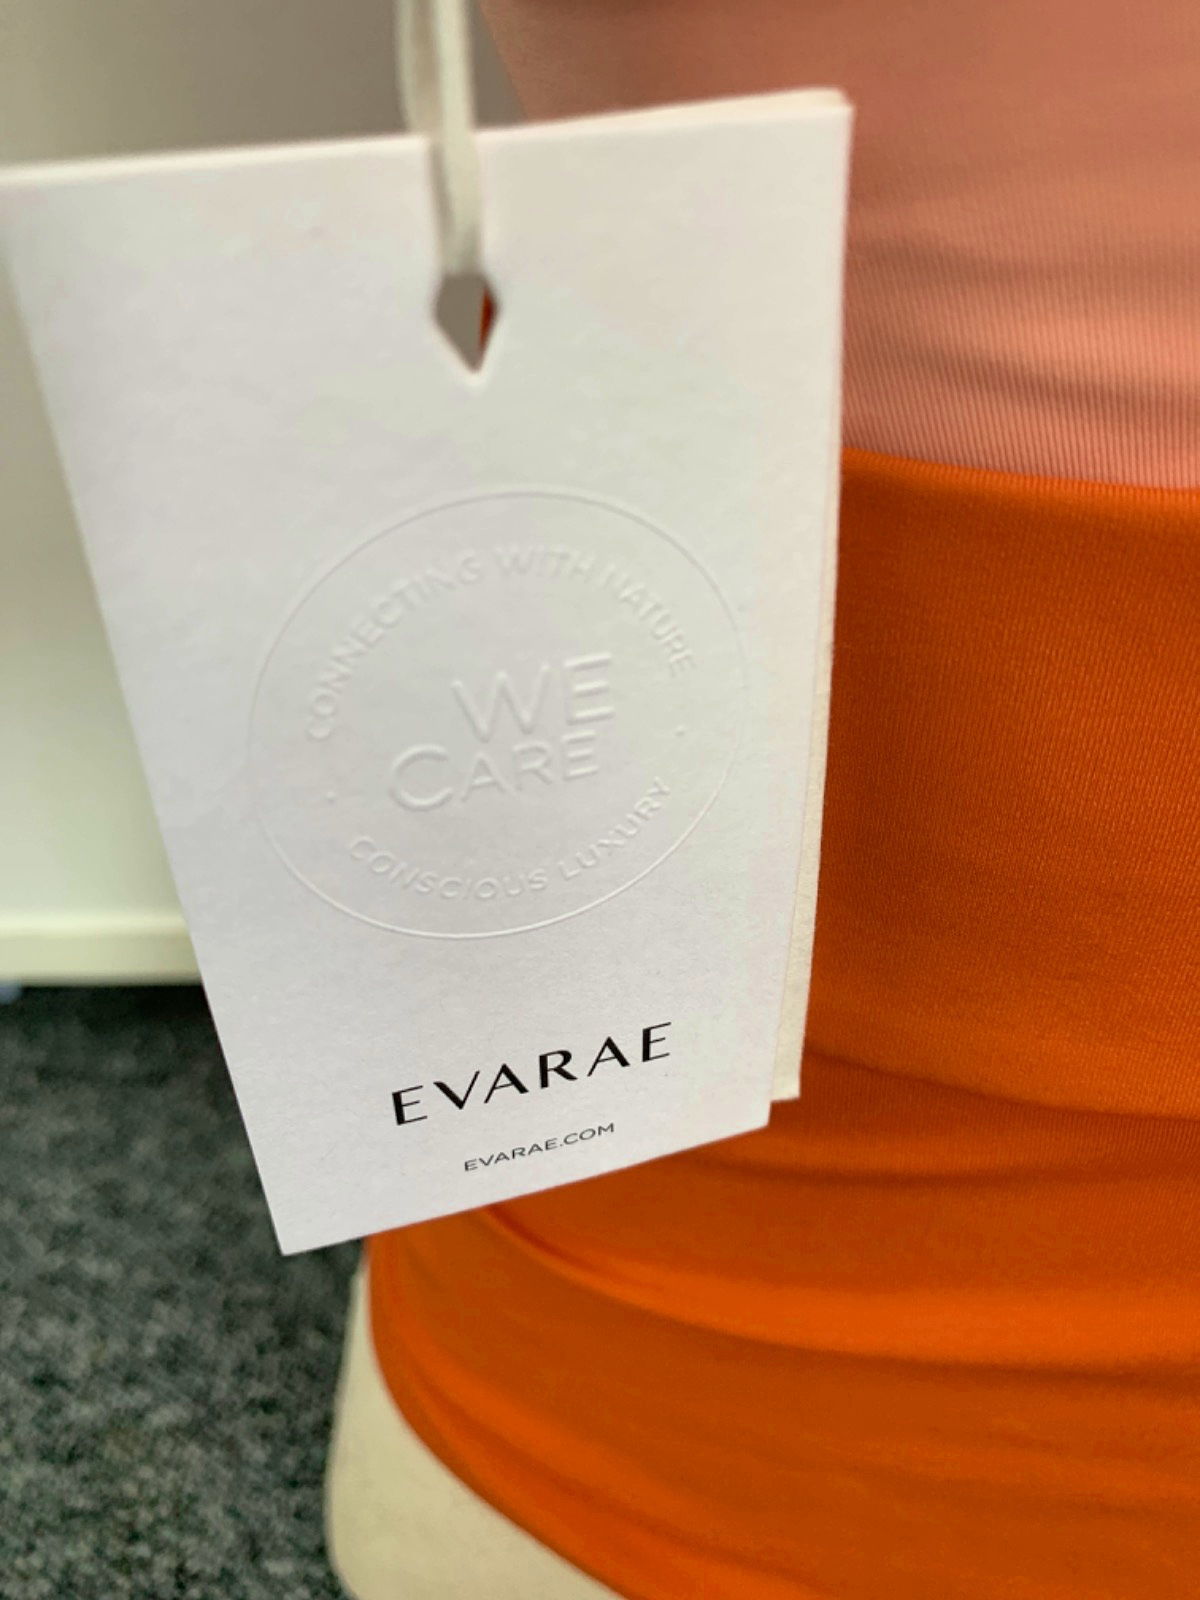 CONNECTING WITH NATURE
WE
CARE
CONSCIOUS LUXURY
EVARAE
EVARAE.COM